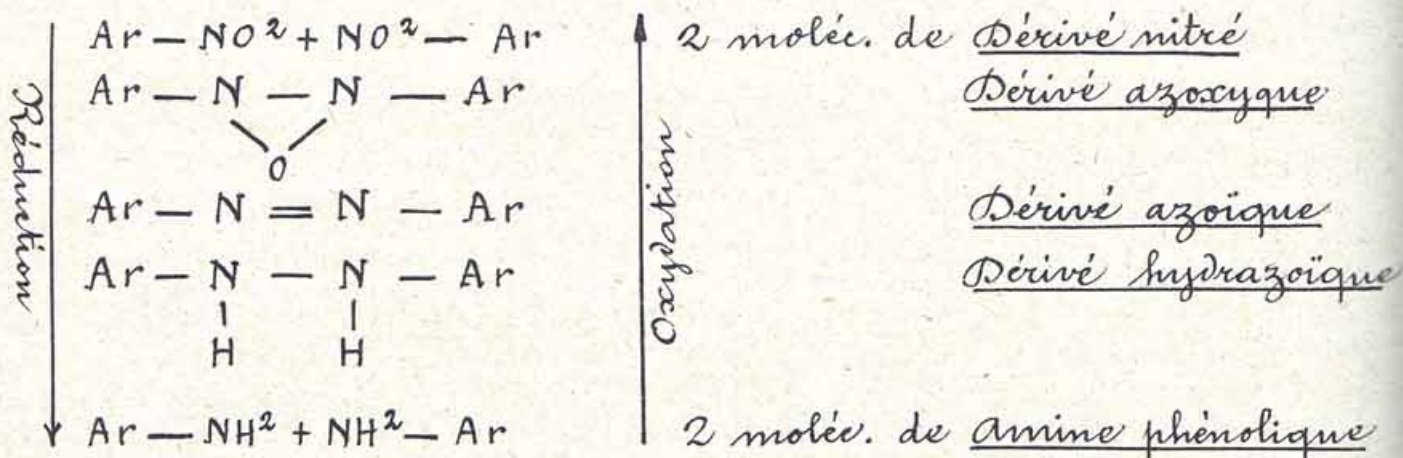 Ar — NO² + NO² — Ar 2 moléc. de Dérivé nitré
Ar — N — N — Ar Dérivé azoxyque
O
Ar — N = N — Ar Dérivé azoïque
Ar — N — N — Ar Dérivé hydrazoïque
H H
Ar — NH² + NH² — Ar 2 moléc. de amine phénolique
Réduction
Oxydation